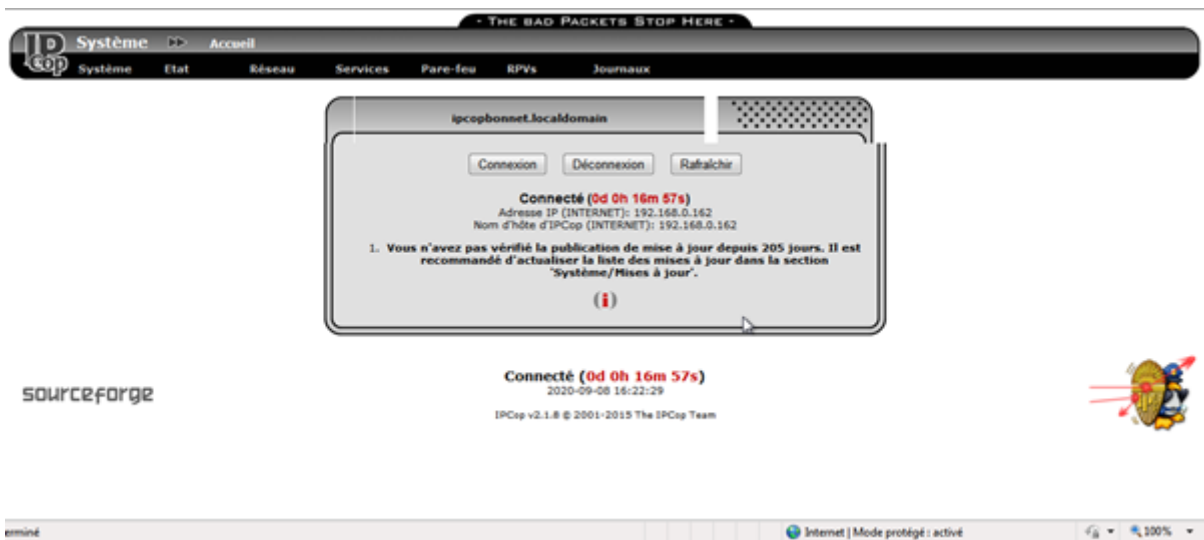 - THE BAD PACKETS STOP HERE -
IP COP
Système Accueil
Système Etat Réseau Services Pare-feu RPVs Journaux
ipcopbonnet.localdomain
Connexion Déconnexion Rafraîchir
Connecté (0d 0h 16m 57s)
Adresse IP (INTERNET): 192.168.0.162
Nom d'hôte d'IPCop (INTERNET): 192.168.0.162
1. Vous n'avez pas vérifié la publication de mise à jour depuis 205 jours. Il est
recommandé d'actualiser la liste des mises à jour dans la section
'Système/Mises à jour'.
(i)
Connecté (0d 0h 16m 57s)
sourceforge
2020-09-08 16:22:29
IPCop v2.1.8 © 2001-2015 The IPCop Team
erminé Internet | Mode protégé : activé 100%